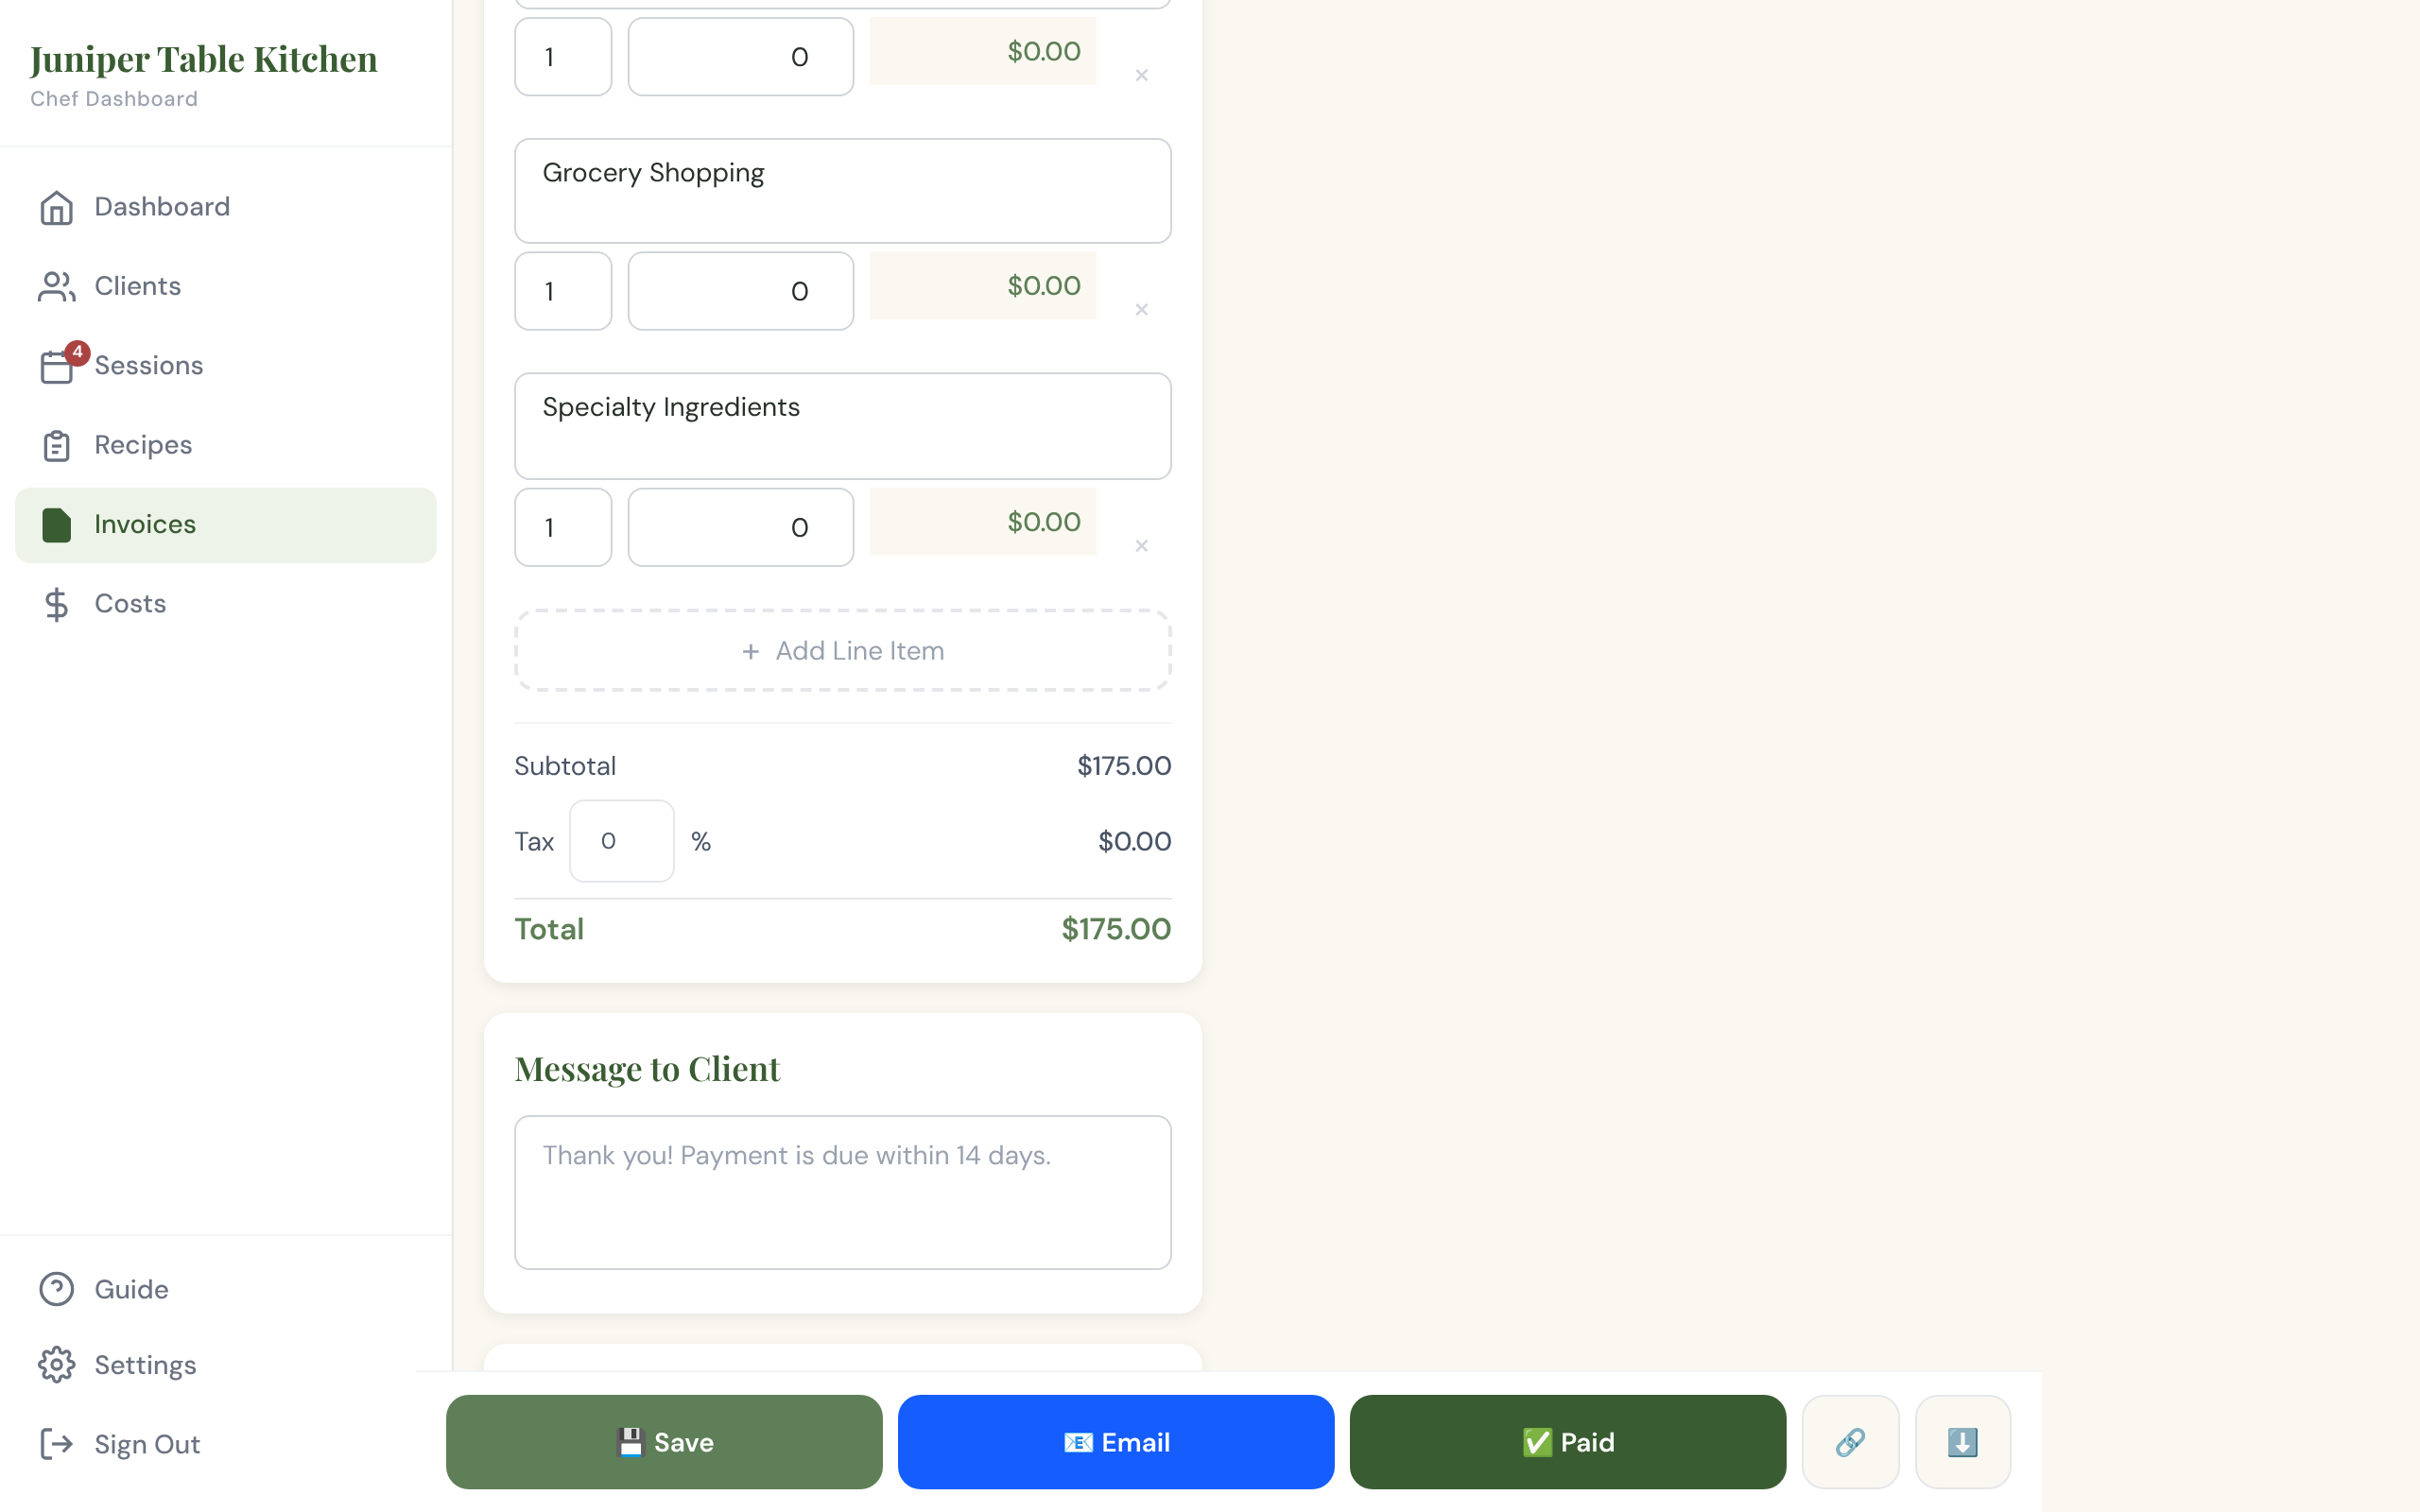 Juniper Table Kitchen
Chef Dashboard
Dashboard
Clients
4
Sessions
Recipes
Invoices
Costs
Guide
Settings
Sign Out
1 0 $0.00 ×
Grocery Shopping
1 0 $0.00 ×
Specialty Ingredients
1 0 $0.00 ×
+ Add Line Item
Subtotal $175.00
Tax 0 % $0.00
Total $175.00
Message to Client
Thank you! Payment is due within 14 days.
Save
Email
Paid